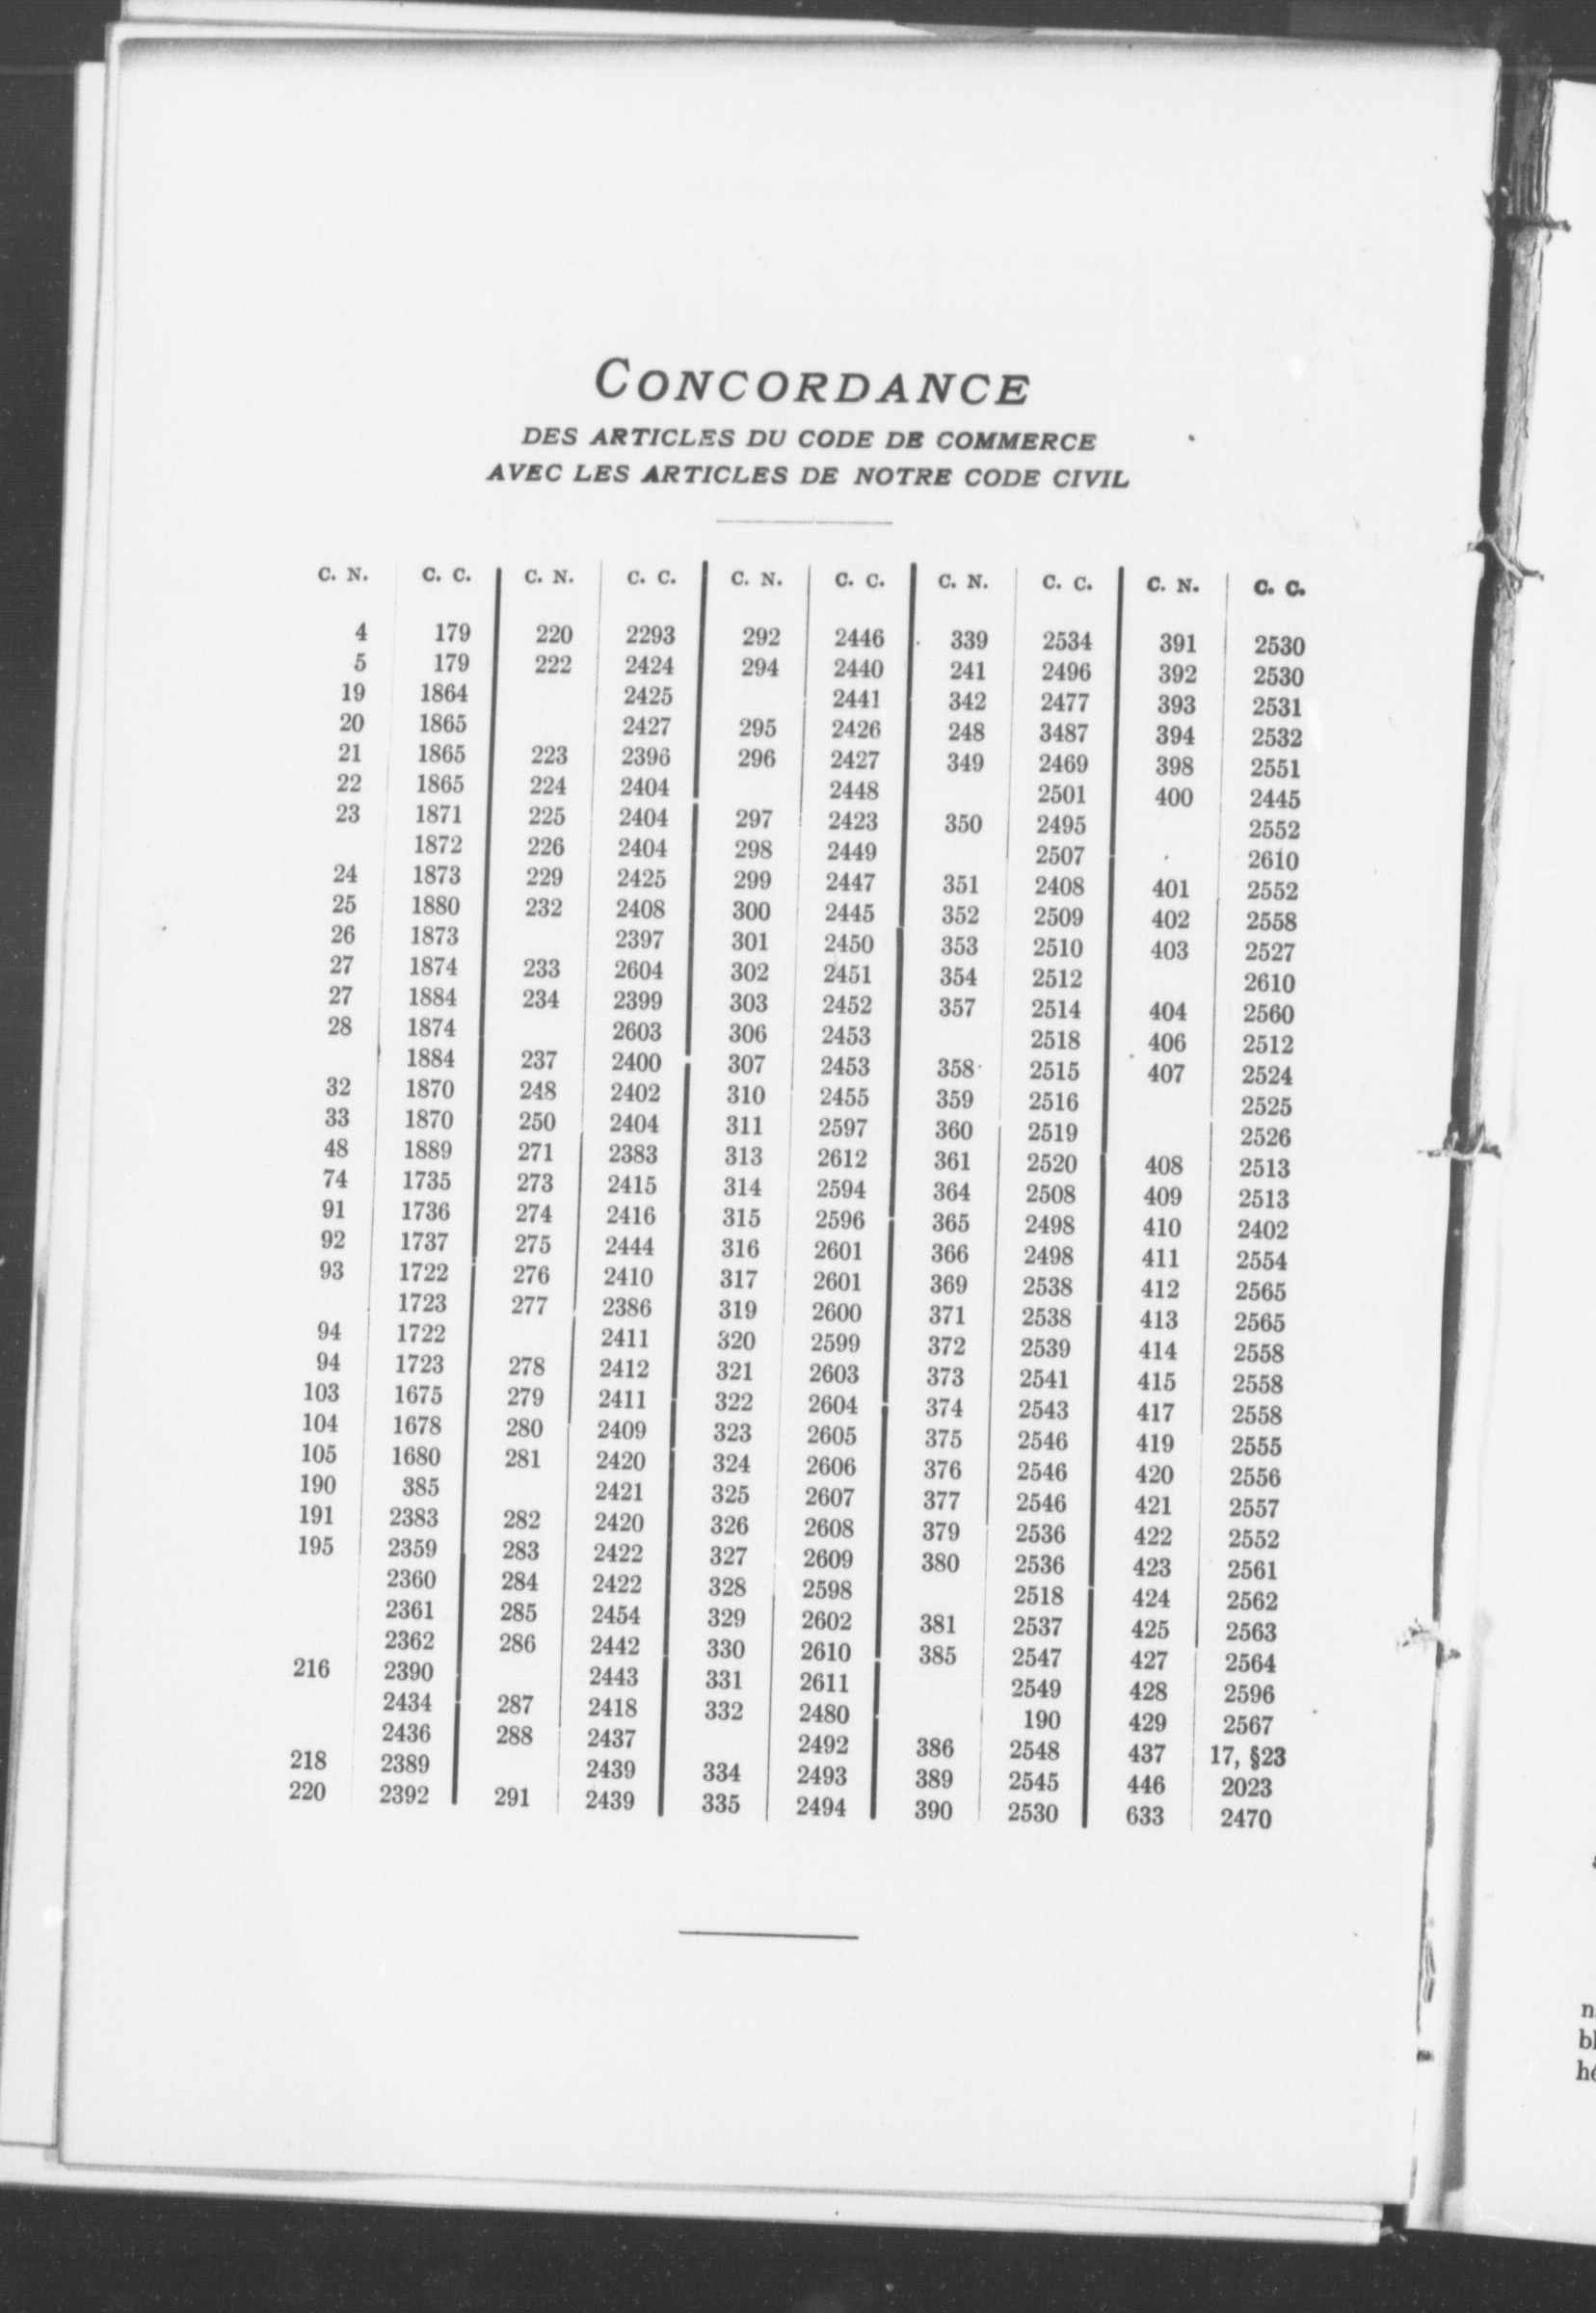 CONCORDANCE
DES ARTICLES DU CODE DE COMMERCE
AVEC LES ARTICLES DE NOTRE CODE CIVIL
C. N. C. C. C. N. C. C. C. N. C. C. C. N. C. C. C. N. C. C.
4 179 220 2293 292 2446 339 2534 391 2530
5 179 222 2424 294 2440 241 2496 392 2530
19 1864 2425 2441 342 2477 393 2531
20 1865 2427 295 2426 248 3487 394 2532
21 1865 223 2396 296 2427 349 2469 398 2551
22 1865 224 2404 2448 2501 400 2445
23 1871 225 2404 297 2423 350 2495 2552
1872 226 2404 298 2449 2507 2610
24 1873 229 2425 299 2447 351 2408 401 2552
25 1880 232 2408 300 2445 352 2509 402 2558
26 1873 2397 301 2450 353 2510 403 2527
27 1874 233 2604 302 2451 354 2512 2610
27 1884 234 2399 303 2452 357 2514 404 2560
28 1874 2603 306 2453 2518 406 2512
1884 237 2400 307 2453 358 2515 407 2524
32 1870 248 2402 310 2455 359 2516 2525
33 1870 250 2404 311 2597 360 2519 2526
48 1889 271 2383 313 2612 361 2520 408 2513
74 1735 273 2415 314 2594 364 2508 409 2513
91 1736 274 2416 315 2596 365 2498 410 2402
92 1737 275 2444 316 2601 366 2498 411 2554
93 1722 276 2410 317 2601 369 2538 412 2565
1723 277 2386 319 2600 371 2538 413 2565
94 1722 2411 320 2599 372 2539 414 2558
94 1723 278 2412 321 2603 373 2541 415 2558
103 1675 279 2411 322 2604 374 2543 417 2558
104 1678 280 2409 323 2605 375 2546 419 2555
105 1680 281 2420 324 2606 376 2546 420 2556
190 385 2421 325 2607 377 2546 421 2557
191 2383 282 2420 326 2608 379 2536 422 2552
195 2359 283 2422 327 2609 380 2536 423 2561
2360 284 2422 328 2598 2518 424 2562
2361 285 2454 329 2602 381 2537 425 2563
2362 286 2442 330 2610 385 2547 427 2564
216 2390 2443 331 2611 2549 428 2596
2434 287 2418 332 2480 190 429 2567
2436 288 2437 2492 386 2548 437 17, §23
218 2389 2439 334 2493 389 2545 446 2023
220 2392 291 2439 335 2494 390 2530 633 2470